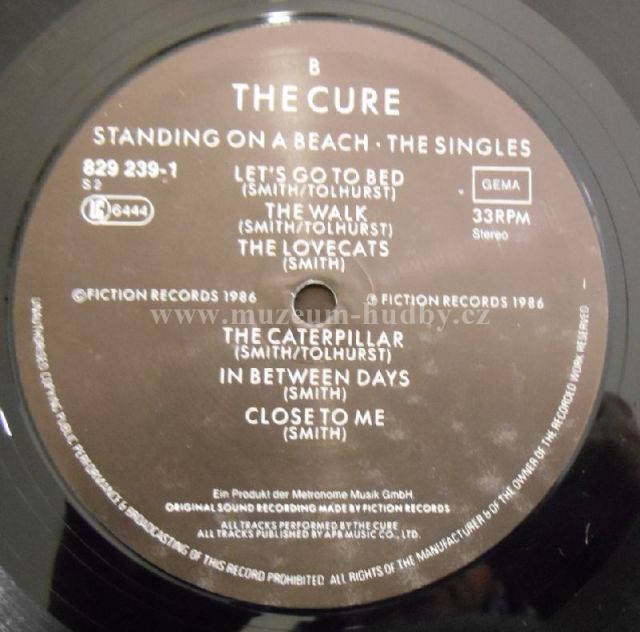 B
THE CURE
STANDING ON A BEACH · THE SINGLES
829 239-1
S 2
LC 6444
LET'S GO TO BED
(SMITH/TOLHURST)
THE WALK
(SMITH/TOLHURST)
THE LOVECATS
(SMITH)
GEMA
33RPM
Stereo
©FICTION RECORDS 1986
℗ FICTION RECORDS 1986
www.muzeum-hudby.cz
THE CATERPILLAR
(SMITH/TOLHURST)
IN BETWEEN DAYS
(SMITH)
CLOSE TO ME
(SMITH)
Ein Produkt der Metronome Musik GmbH
ORIGINAL SOUND RECORDING MADE BY FICTION RECORDS
ALL TRACKS PERFORMED BY THE CURE
ALL TRACKS PUBLISHED BY APB MUSIC CO., LTD.
UNAUTHORISED COPYING PUBLIC PERFORMANCE & BROADCASTING OF THIS RECORD PROHIBITED ALL RIGHTS OF THE MANUFACTURER & OF THE OWNER OF THE RECORDED WORK RESERVED